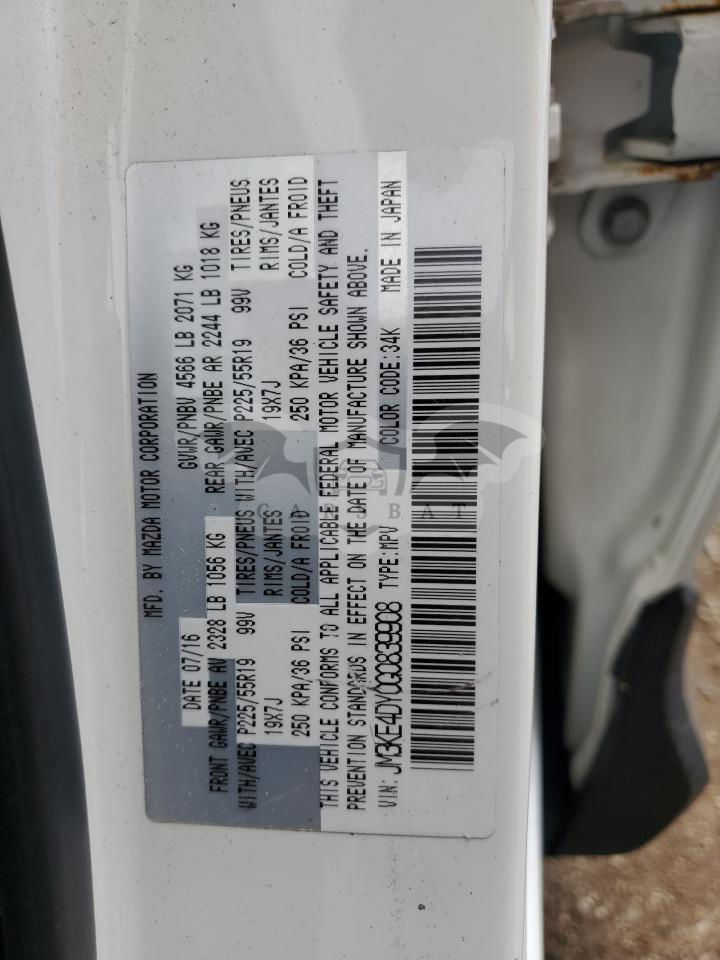 MFD. BY MAZDA MOTOR CORPORATION
DATE 07/16 GVWR/PNBV 4566 LB 2071 KG
FRONT GAWR/PNBE AV 2328 LB 1056 KG REAR GAWR/PNBE AR 2244 LB 1018 KG
WITH/AVEC P225/55R19 99V TIRES/PNEUS WITH/AVEC P225/55R19 99V TIRES/PNEUS
19X7J RIMS/JANTES 19X7J RIMS/JANTES
250 KPA/36 PSI COLD/A FROID 250 KPA/36 PSI COLD/A FROID
THIS VEHICLE CONFORMS TO ALL APPLICABLE FEDERAL MOTOR VEHICLE SAFETY AND THEFT
PREVENTION STANDARDS IN EFFECT ON THE DATE OF MANUFACTURE SHOWN ABOVE.
VIN: JM3KE4DY0G0839908 TYPE:MPV COLOR CODE:34K MADE IN JAPAN
CARSBAT